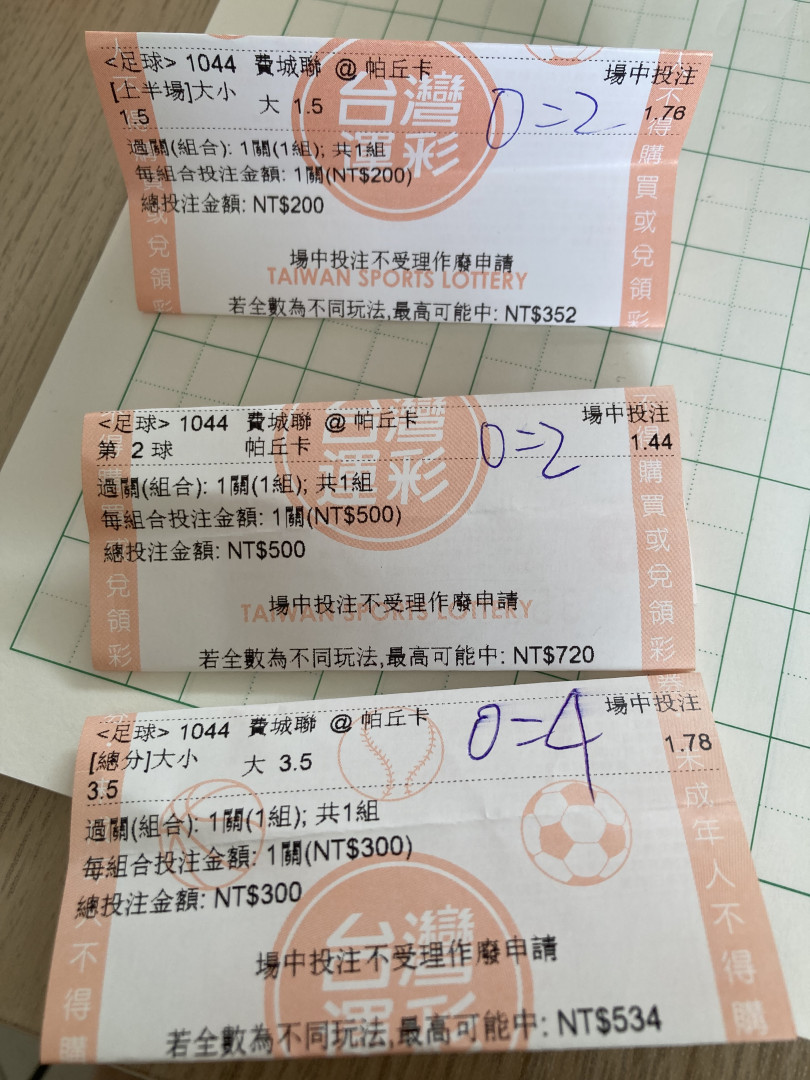 <足球> 1044 費城聯 @ 帕丘卡 場中投注
[上半場]大小 大 1.5 1.76
1.5
0=2
過關(組合): 1關(1組); 共1組
每組合投注金額: 1關(NT$200)
總投注金額: NT$200
場中投注不受理作廢申請
TAIWAN SPORTS LOTTERY
若全數為不同玩法,最高可能中: NT$352
台灣
運彩
不得購買或兌領彩
<足球> 1044 費城聯 @ 帕丘卡 場中投注
第 2 球 帕丘卡 1.44
0=2
過關(組合): 1關(1組); 共1組
每組合投注金額: 1關(NT$500)
總投注金額: NT$500
場中投注不受理作廢申請
TAIWAN SPORTS LOTTERY
若全數為不同玩法,最高可能中: NT$720
台灣
運彩
得購買或兌領彩
<足球> 1044 費城聯 @ 帕丘卡 場中投注
[總分]大小 大 3.5 1.78
3.5
0=4
過關(組合): 1關(1組); 共1組
每組合投注金額: 1關(NT$300)
總投注金額: NT$300
場中投注不受理作廢申請
若全數為不同玩法,最高可能中: NT$534
台灣
未成年人不得購